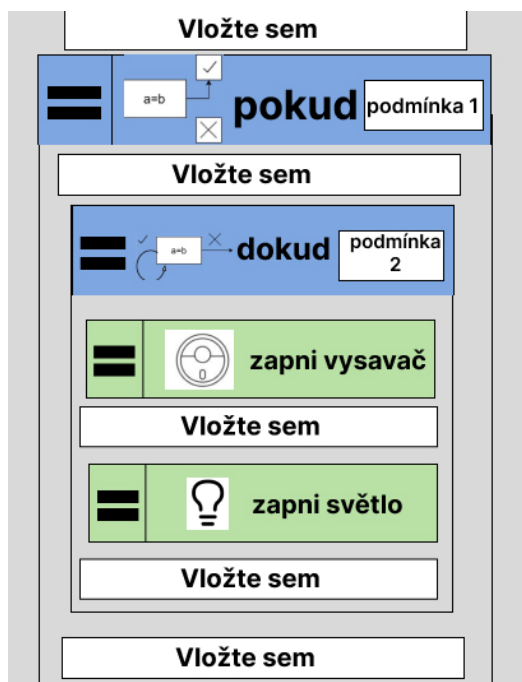 Vložte sem
a=b
pokud
podmínka 1
Vložte sem
a=b
dokud
podmínka
2
0
zapni vysavač
Vložte sem
zapni světlo
Vložte sem
Vložte sem